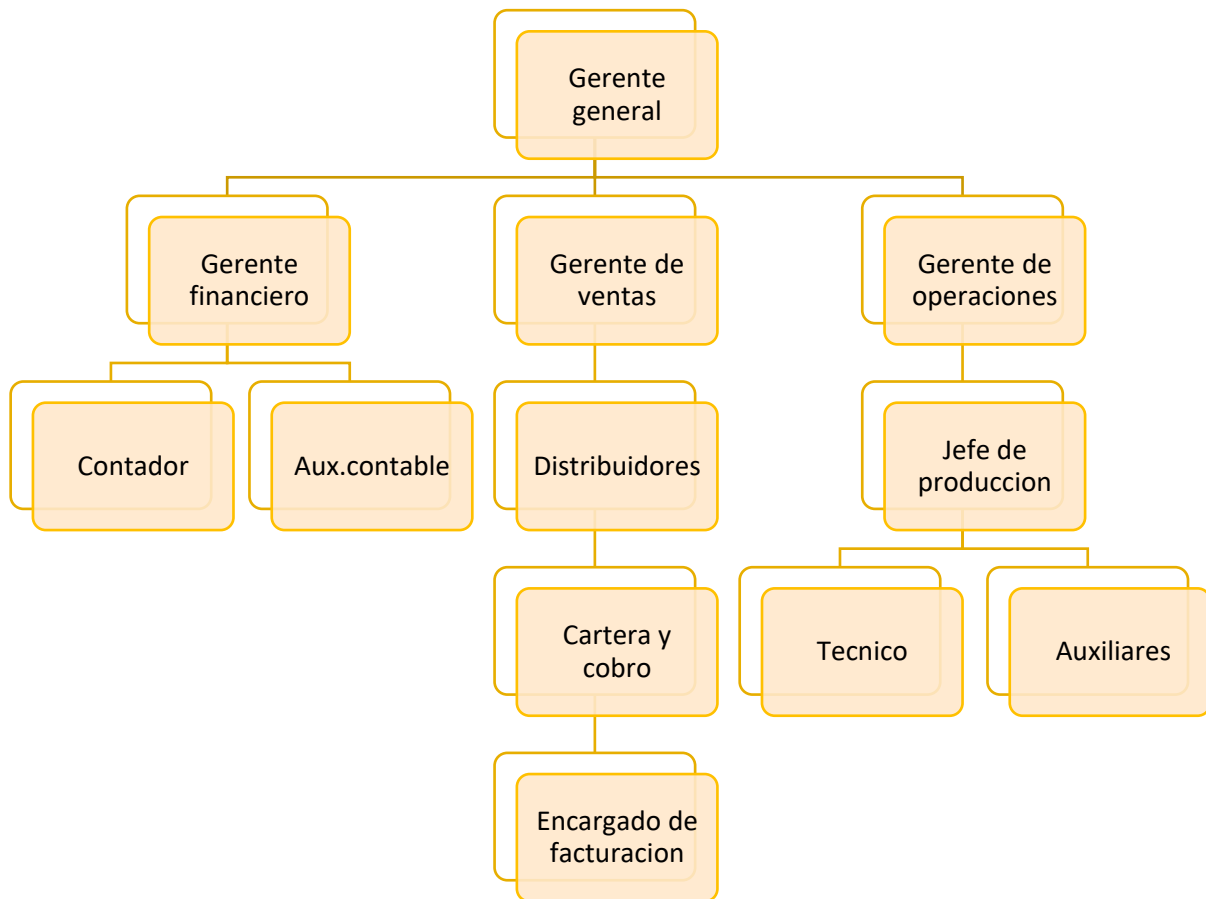 Gerente
general
Gerente
financiero
Gerente de
ventas
Gerente de
operaciones
Contador
Aux.contable
Distribuidores
Jefe de
produccion
Cartera y
cobro
Tecnico
Auxiliares
Encargado de
facturacion